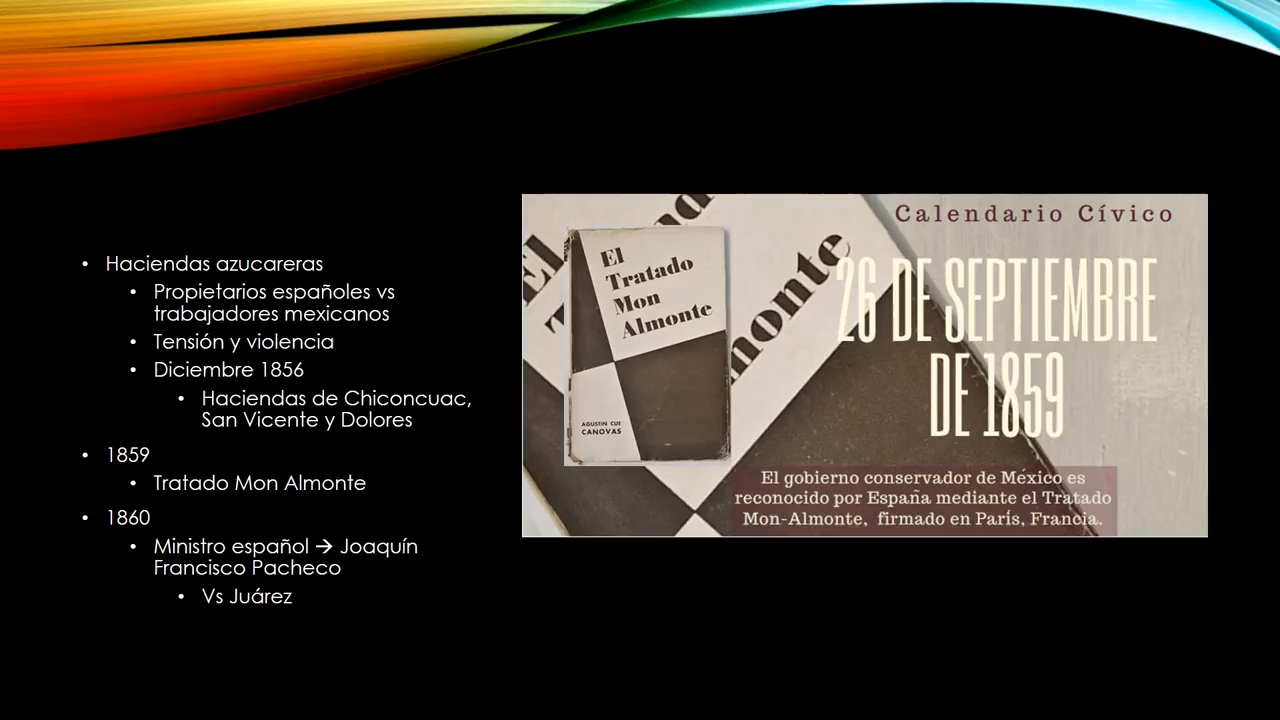 • Haciendas azucareras
• Propietarios españoles vs
trabajadores mexicanos
• Tensión y violencia
• Diciembre 1856
• Haciendas de Chiconcuac,
San Vicente y Dolores
• 1859
• Tratado Mon Almonte
• 1860
• Ministro español → Joaquín
Francisco Pacheco
• Vs Juárez
Calendario Cívico
26 DE SEPTIEMBRE
DE 1859
El gobierno conservador de México es
reconocido por España mediante el Tratado
Mon-Almonte, firmado en París, Francia.
El
Tratado
Mon
Almonte
AGUSTIN CUE
CANOVAS
El
monte